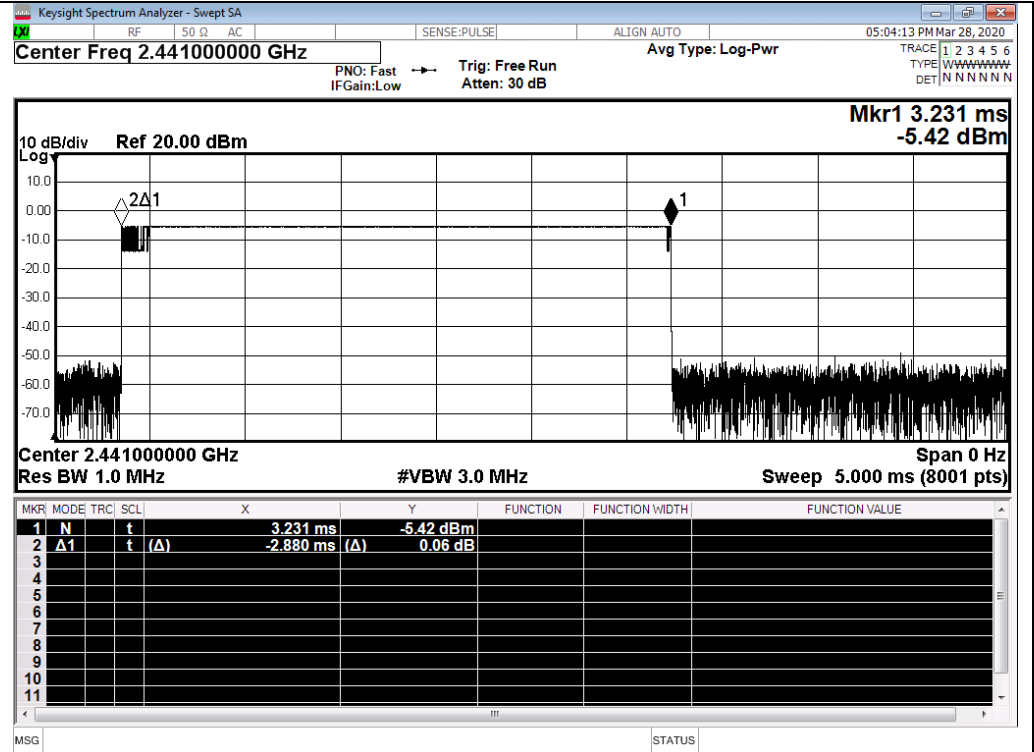 Keysight Spectrum Analyzer - Swept SA
LXI RF 50 Ω AC SENSE:PULSE ALIGN AUTO 05:04:13 PM Mar 28, 2020
Center Freq 2.441000000 GHz Avg Type: Log-Pwr TRACE 1 2 3 4 5 6
PNO: Fast Trig: Free Run TYPE WWWWWW
IFGain:Low Atten: 30 dB DET N N N N N N
Mkr1 3.231 ms
10 dB/div Ref 20.00 dBm -5.42 dBm
Log
10.0
2Δ1 1
0.00
-10.0
-20.0
-30.0
-40.0
-50.0
-60.0
-70.0
Center 2.441000000 GHz Span 0 Hz
Res BW 1.0 MHz #VBW 3.0 MHz Sweep 5.000 ms (8001 pts)
MKR MODE TRC SCL X Y FUNCTION FUNCTION WIDTH FUNCTION VALUE
1 N t 3.231 ms -5.42 dBm
2 Δ1 t (Δ) -2.880 ms (Δ) 0.06 dB
3
4
5
6
7
8
9
10
11
MSG STATUS